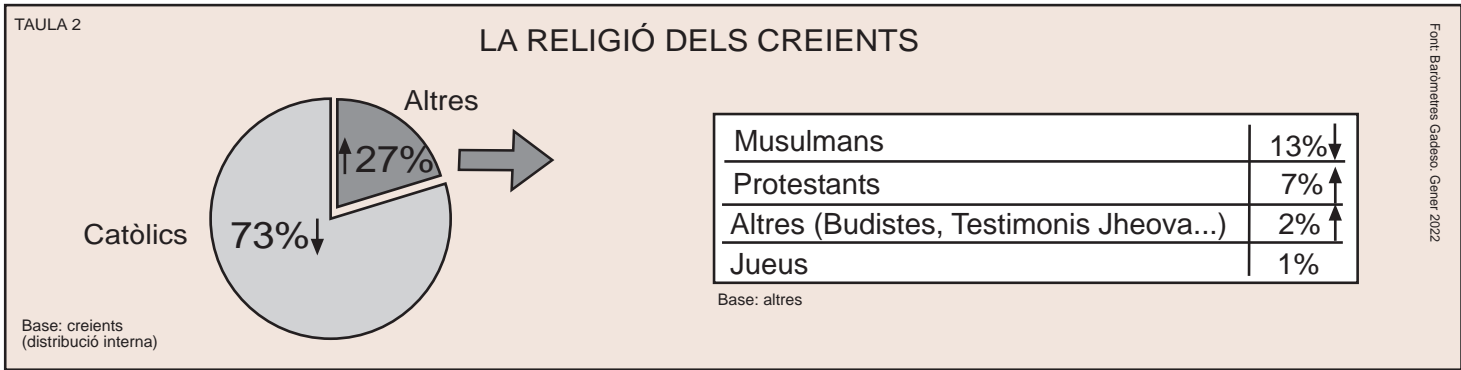 TAULA 2
LA RELIGIÓ DELS CREIENTS
Altres
27%
Catòlics
73%
Base: creients
(distribució interna)
Musulmans 13%
Protestants 7%
Altres (Budistes, Testimonis Jheova...) 2%
Jueus 1%
Base: altres
Font: Baròmetres Gadeso. Gener 2022